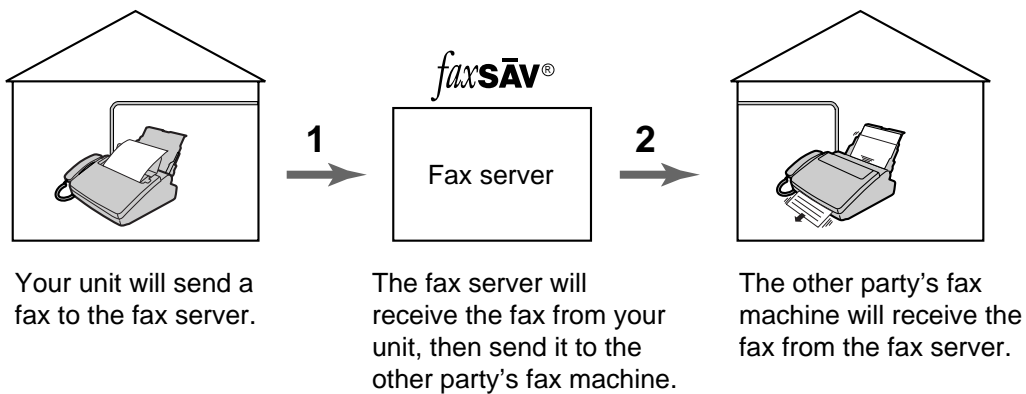 faxSĀV®
1
Fax server
2
Your unit will send a
fax to the fax server.
The fax server will
receive the fax from your
unit, then send it to the
other party's fax machine.
The other party's fax
machine will receive the
fax from the fax server.